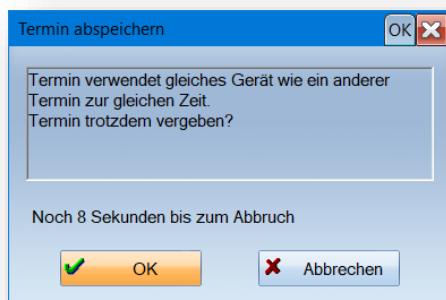 Termin abspeichern
OK
Termin verwendet gleiches Gerät wie ein anderer
Termin zur gleichen Zeit.
Termin trotzdem vergeben?
Noch 8 Sekunden bis zum Abbruch
OK
Abbrechen